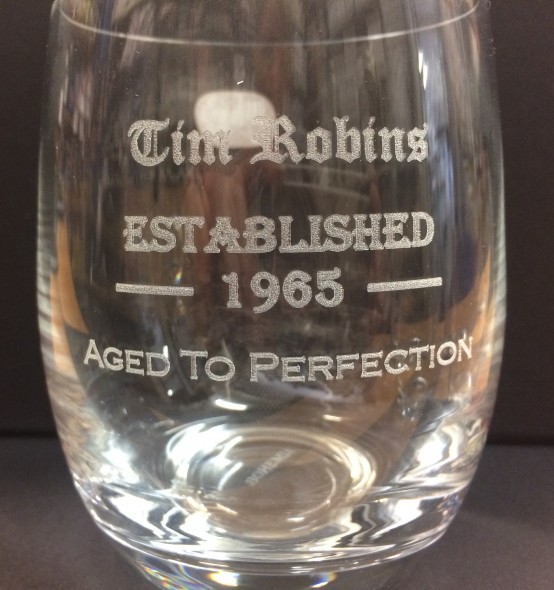 Tim Robins
ESTABLISHED
1965
AGED TO PERFECTION